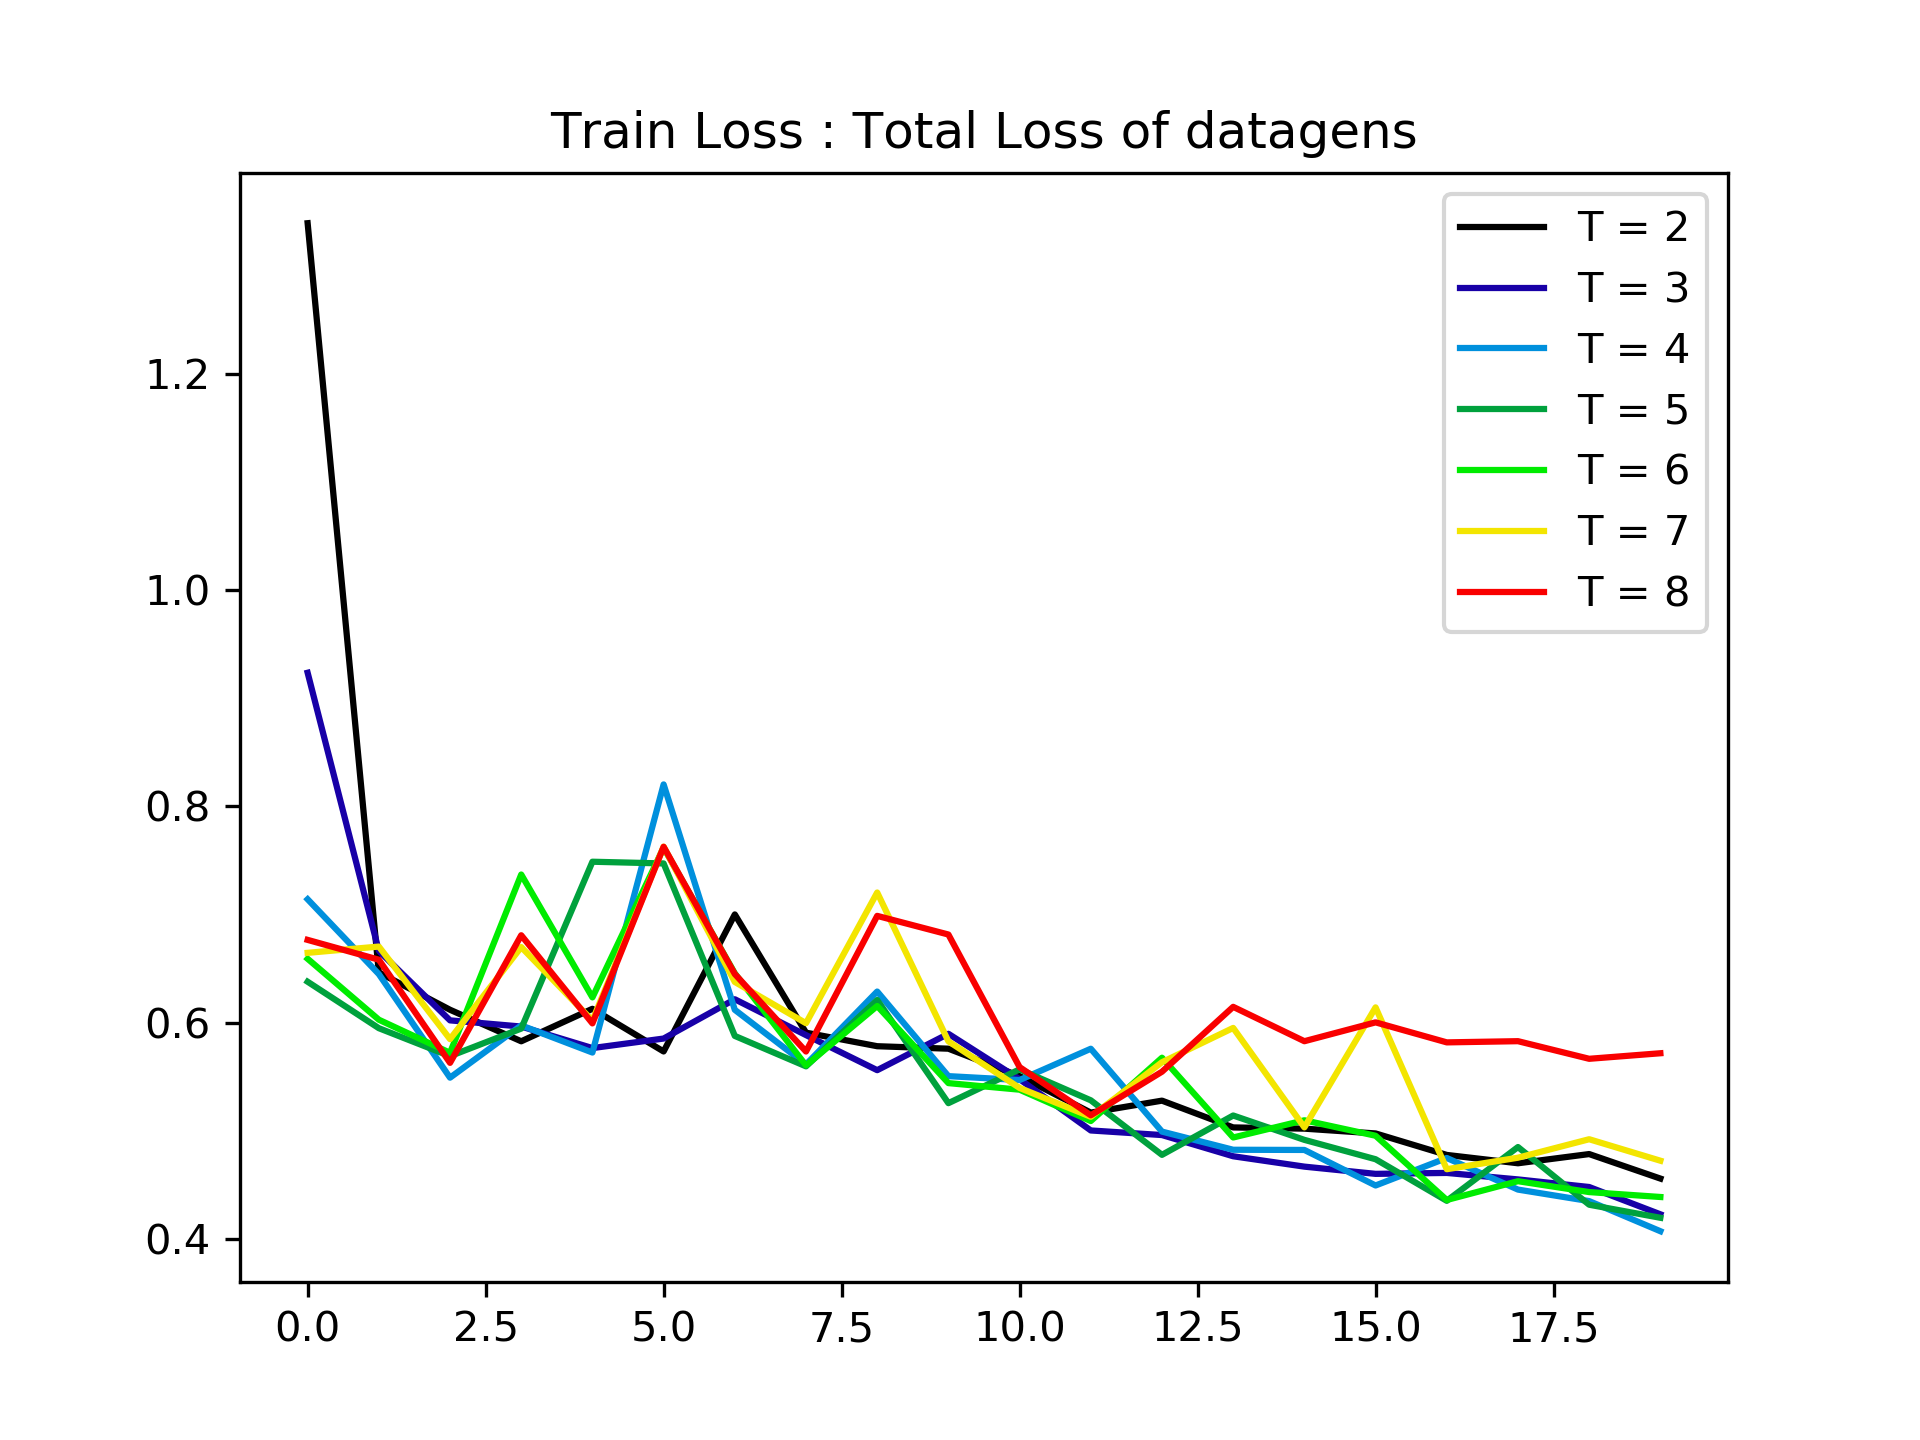 Train Loss : Total Loss of datagens
T = 2
T = 3
T = 4
T = 5
T = 6
T = 7
T = 8
1.2
1.0
0.8
0.6
0.4
0.0 2.5 5.0 7.5 10.0 12.5 15.0 17.5